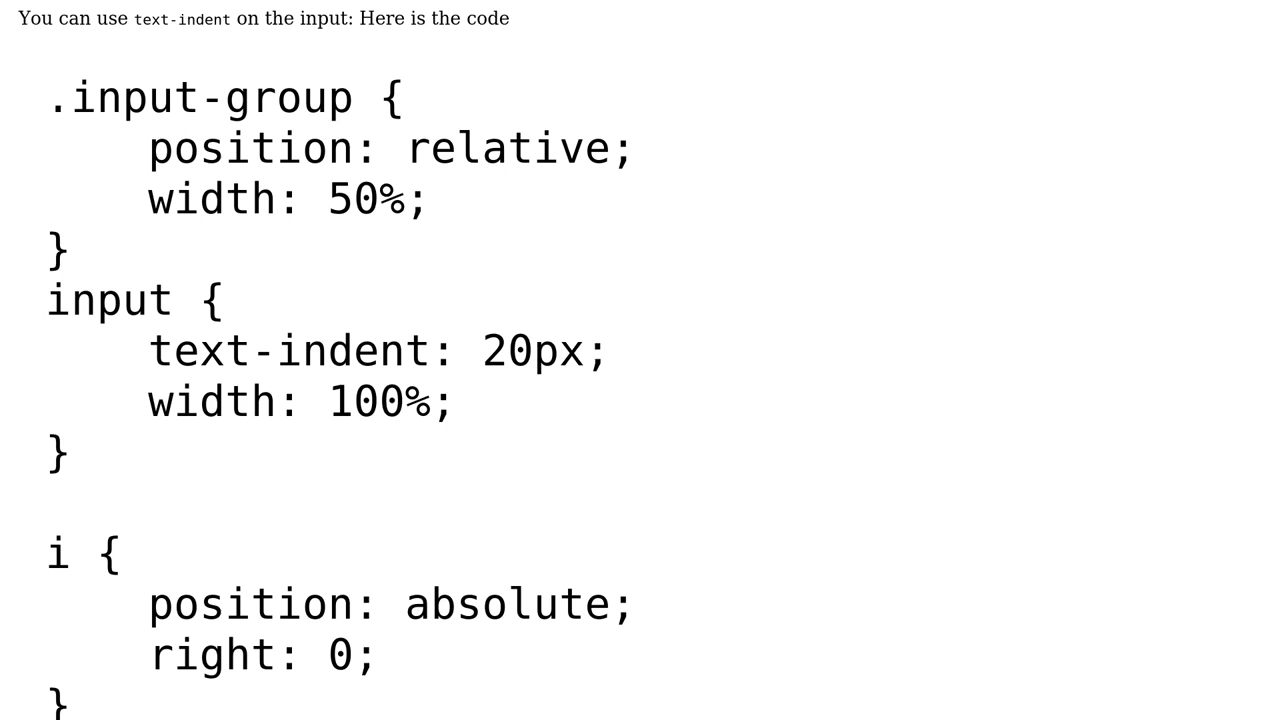 You can use text-indent on the input: Here is the code
.input-group {
    position: relative;
    width: 50%;
}
input {
    text-indent: 20px;
    width: 100%;
}

i {
    position: absolute;
    right: 0;
}